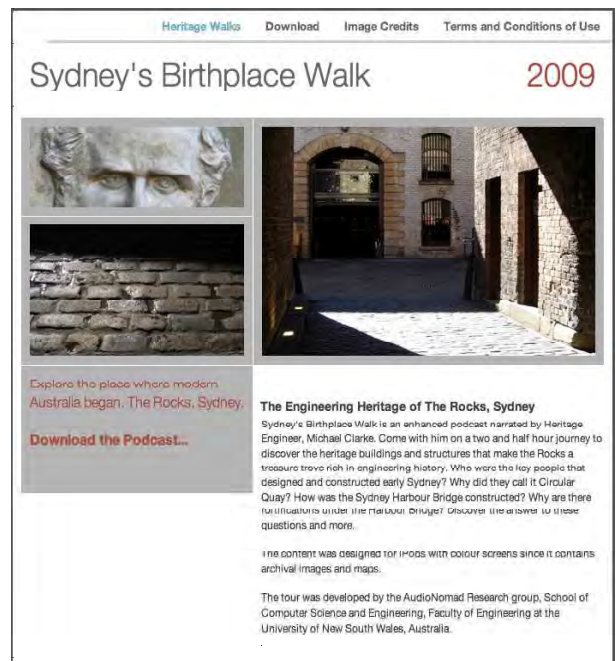 Heritage Walks Download Image Credits Terms and Conditions of Use
Sydney's Birthplace Walk 2009
Explore the place where modern
Australia began. The Rocks, Sydney.
Download the Podcast...
The Engineering Heritage of The Rocks, Sydney
Sydney's Birthplace Walk is an enhanced podcast narrated by Heritage
Engineer, Michael Clarke. Come with him on a two and half hour journey to
discover the heritage buildings and structures that make the Rocks a
treasure trove rich in engineering history. Who were the key people that
designed and constructed early Sydney? Why did they call it Circular
Quay? How was the Sydney Harbour Bridge constructed? Why are there
fortifications under the Harbour Bridge? Discover the answer to these
questions and more.
The content was designed for iPods with colour screens since it contains
archival images and maps.
The tour was developed by the AudioNomad Research group, School of
Computer Science and Engineering, Faculty of Engineering at the
University of New South Wales, Australia.